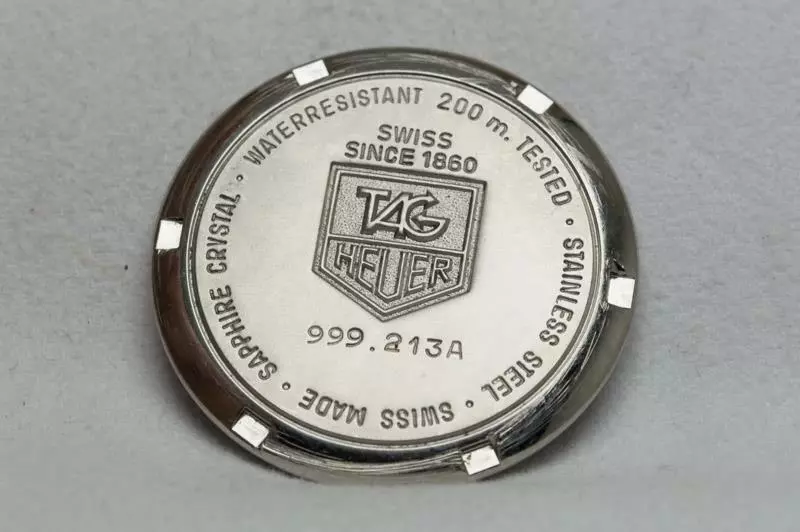 WATERRESISTANT 200 m. TESTED · STAINLESS STEEL · SWISS MADE · SAPPHIRE CRYSTAL ·
SWISS
SINCE 1860
TAG
HEUER
999.213A